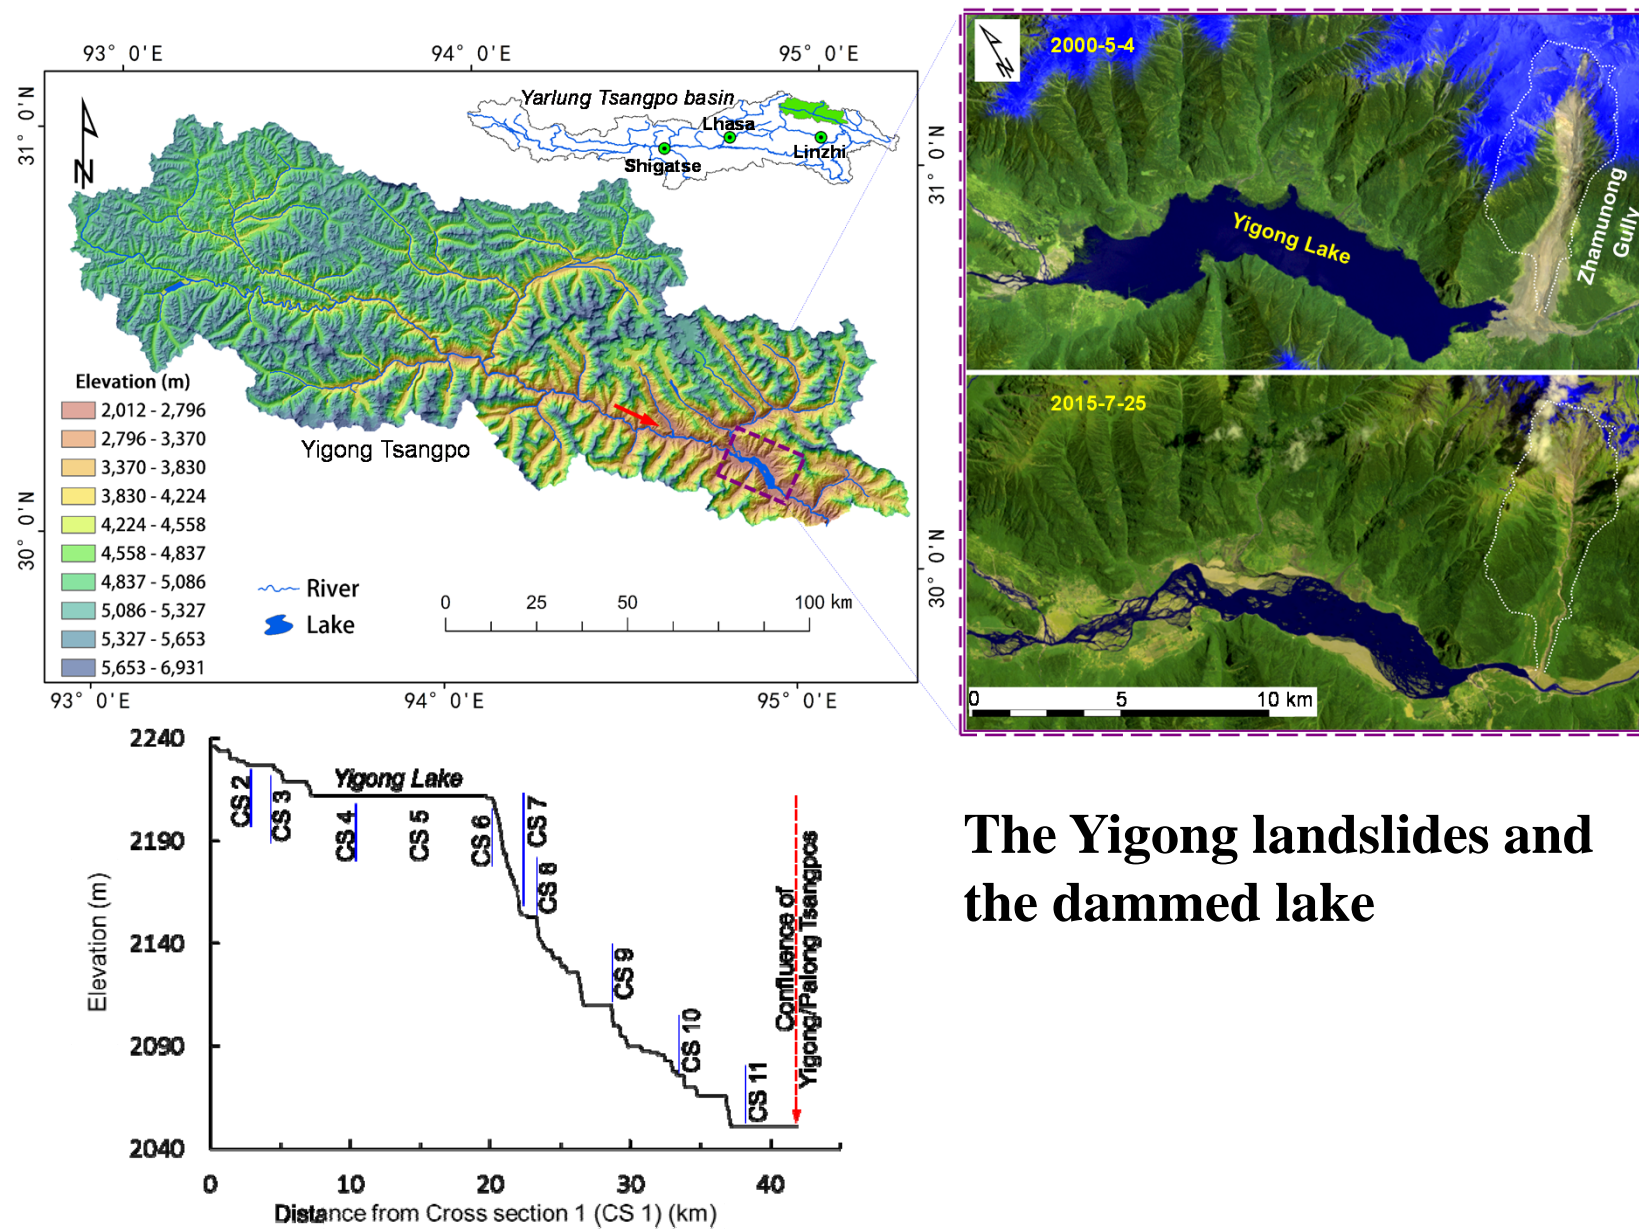 93° 0'E
94° 0'E
95° 0'E
31° 0'N
31° 0'N
Yarlung Tsangpo basin
Lhasa
Linzhi
Shigatse
N
Elevation (m)
2,012 - 2,796
2,796 - 3,370
3,370 - 3,830
3,830 - 4,224
4,224 - 4,558
4,558 - 4,837
4,837 - 5,086
5,086 - 5,327
5,327 - 5,653
5,653 - 6,931
Yigong Tsangpo
River
Lake
0 25 50 100 km
30° 0'N
30° 0'N
93° 0'E
94° 0'E
95° 0'E
N
2000-5-4
Yigong Lake
Zhamunong
Gully
2015-7-25
0 5 10 km
2240
2190
2140
2090
2040
Elevation (m)
Yigong Lake
CS 2
CS 3
CS 4
CS 5
CS 6
CS 7
CS 8
CS 9
CS 10
CS 11
Confluence of
Yigong/Palong Tsangpos
0 10 20 30 40
Distance from Cross section 1 (CS 1) (km)
The Yigong landslides and
the dammed lake